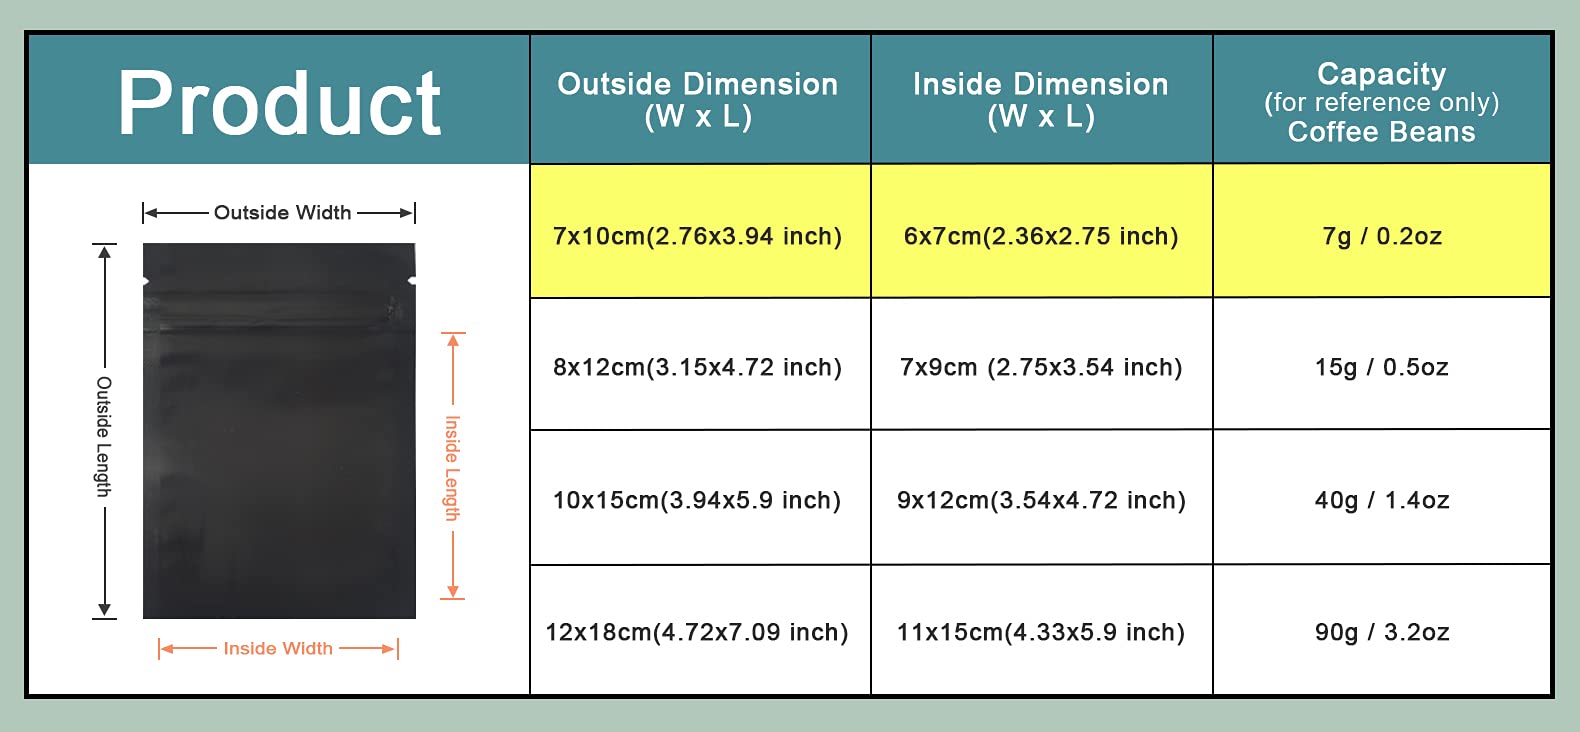 Product
Outside Dimension
(W x L)
Inside Dimension
(W x L)
Capacity
(for reference only)
Coffee Beans
Outside Width
Outside Length
Inside Length
Inside Width
7x10cm(2.76x3.94 inch)
6x7cm(2.36x2.75 inch)
7g / 0.2oz
8x12cm(3.15x4.72 inch)
7x9cm (2.75x3.54 inch)
15g / 0.5oz
10x15cm(3.94x5.9 inch)
9x12cm(3.54x4.72 inch)
40g / 1.4oz
12x18cm(4.72x7.09 inch)
11x15cm(4.33x5.9 inch)
90g / 3.2oz